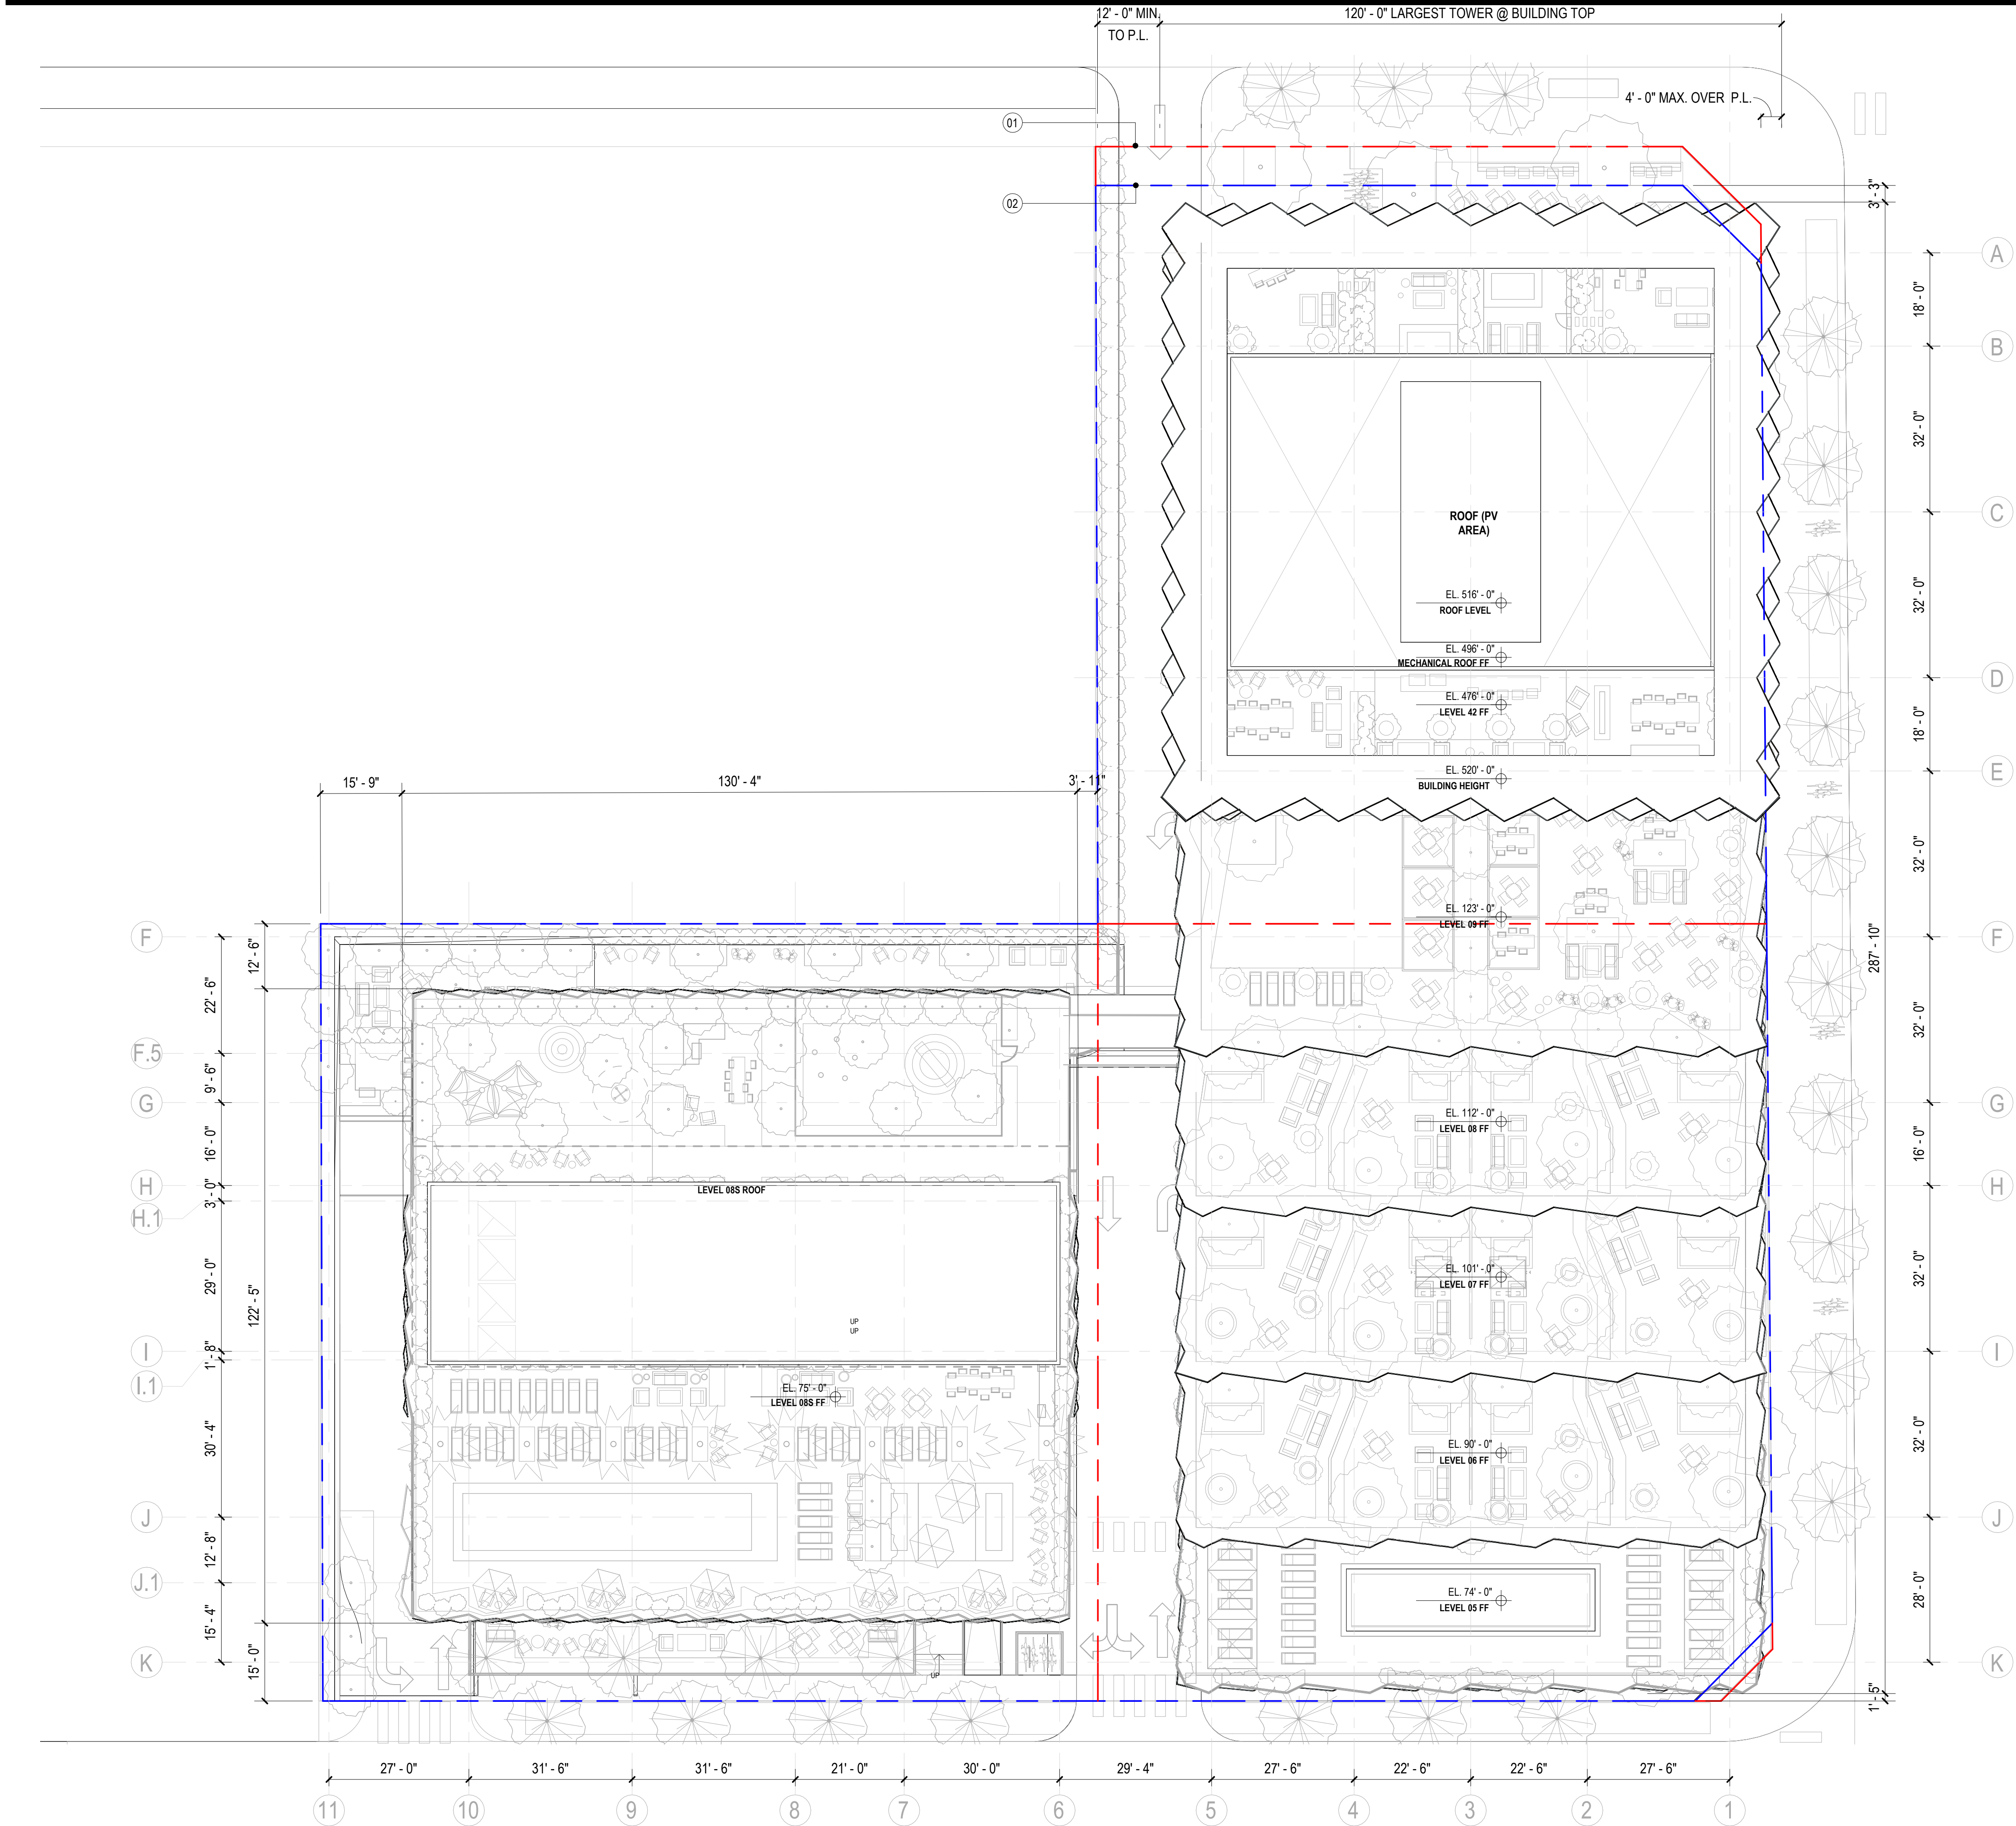 12' - 0" MIN.
TO P.L.
120' - 0" LARGEST TOWER @ BUILDING TOP
4' - 0" MAX. OVER P.L.
01
02
3' - 3"
A
18' - 0"
B
32' - 0"
C
ROOF (PV
AREA)
32' - 0"
EL. 516' - 0"
ROOF LEVEL
EL. 496' - 0"
MECHANICAL ROOF FF
D
EL. 476' - 0"
LEVEL 42 FF
18' - 0"
E
EL. 520' - 0"
BUILDING HEIGHT
15' - 9"
130' - 4"
3' - 11"
32' - 0"
EL. 123' - 0"
LEVEL 09 FF
F
F
12' - 6"
287' - 10"
22' - 6"
32' - 0"
F.5
9' - 6"
G
G
EL. 112' - 0"
LEVEL 08 FF
16' - 0"
16' - 0"
H
H
3' - 0"
H.1
LEVEL 08S ROOF
29' - 0"
122' - 5"
EL. 101' - 0"
LEVEL 07 FF
32' - 0"
UP
UP
I
I
1' - 8"
I.1
EL. 75' - 0"
LEVEL 08S FF
30' - 4"
EL. 90' - 0"
LEVEL 06 FF
32' - 0"
J
J
12' - 8"
J.1
EL. 74' - 0"
LEVEL 05 FF
28' - 0"
15' - 4"
K
K
15' - 0"
UP
1' - 5"
27' - 0"
31' - 6"
31' - 6"
21' - 0"
30' - 0"
29' - 4"
27' - 6"
22' - 6"
22' - 6"
27' - 6"
11
10
9
8
7
6
5
4
3
2
1